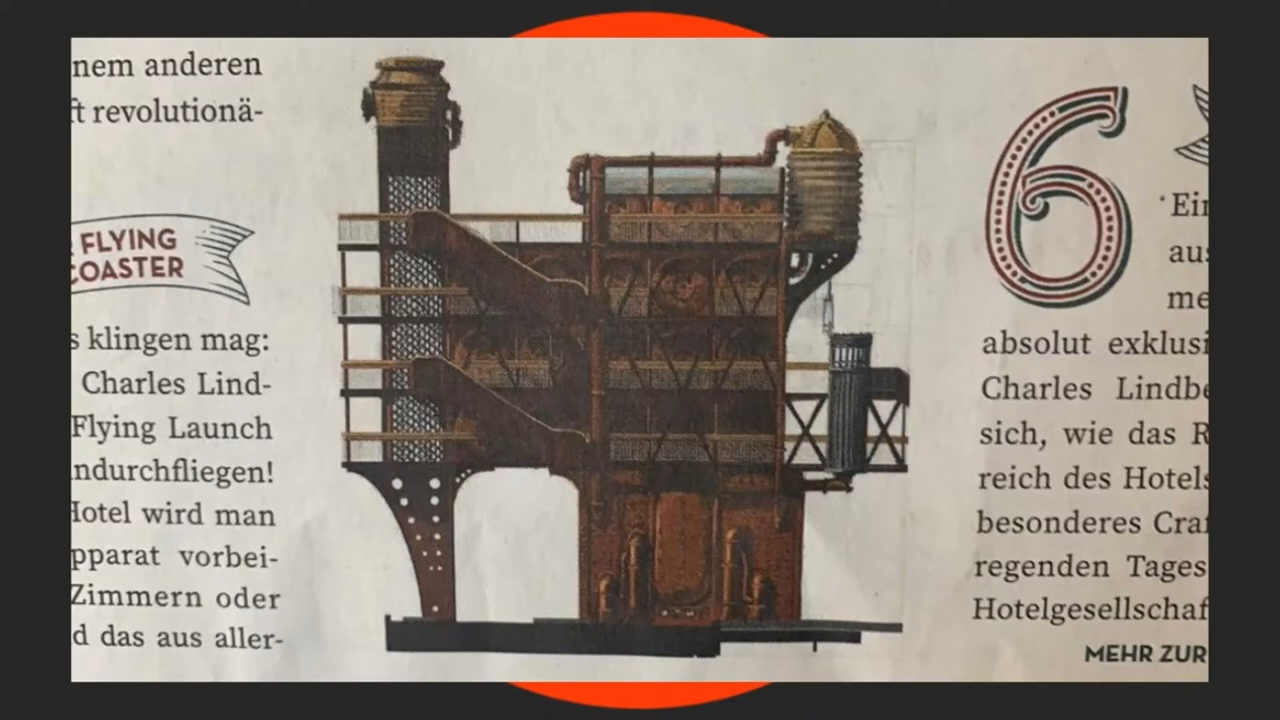 nem anderen
ft revolutionä-
FLYING
COASTER
s klingen mag:
Charles Lind-
Flying Launch
ndurchfliegen!
Hotel wird man
pparat vorbei-
Zimmern oder
d das aus aller-
6
Ein
aus
me
absolut exklusi
Charles Lindbe
sich, wie das R
reich des Hotels
besonderes Cra
regenden Tages
Hotelgesellschaf
MEHR ZUR